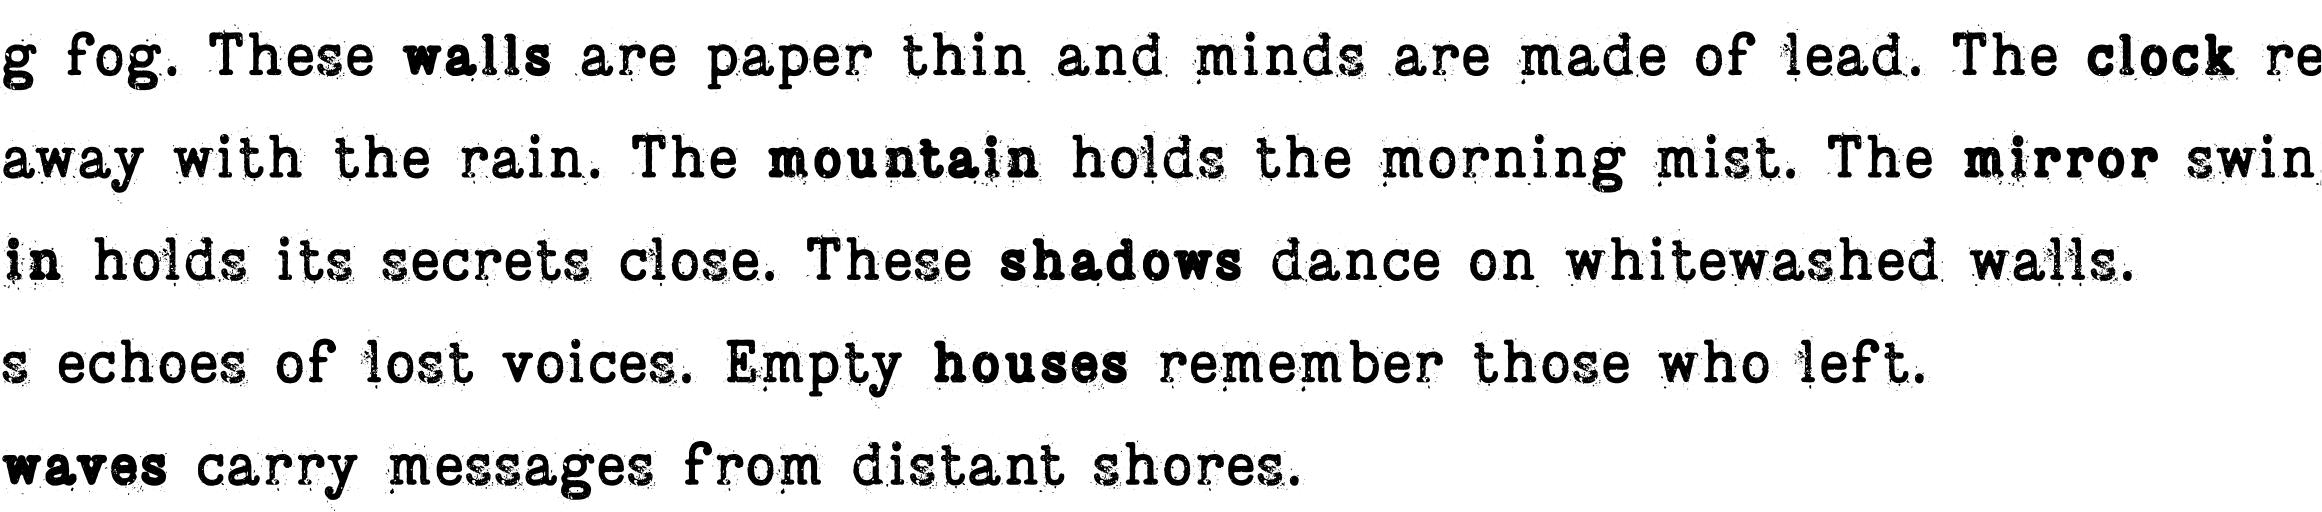 g fog. These walls are paper thin and minds are made of lead. The clock re
away with the rain. The mountain holds the morning mist. The mirror swin
in holds its secrets close. These shadows dance on whitewashed walls.
s echoes of lost voices. Empty houses remember those who left.
waves carry messages from distant shores.